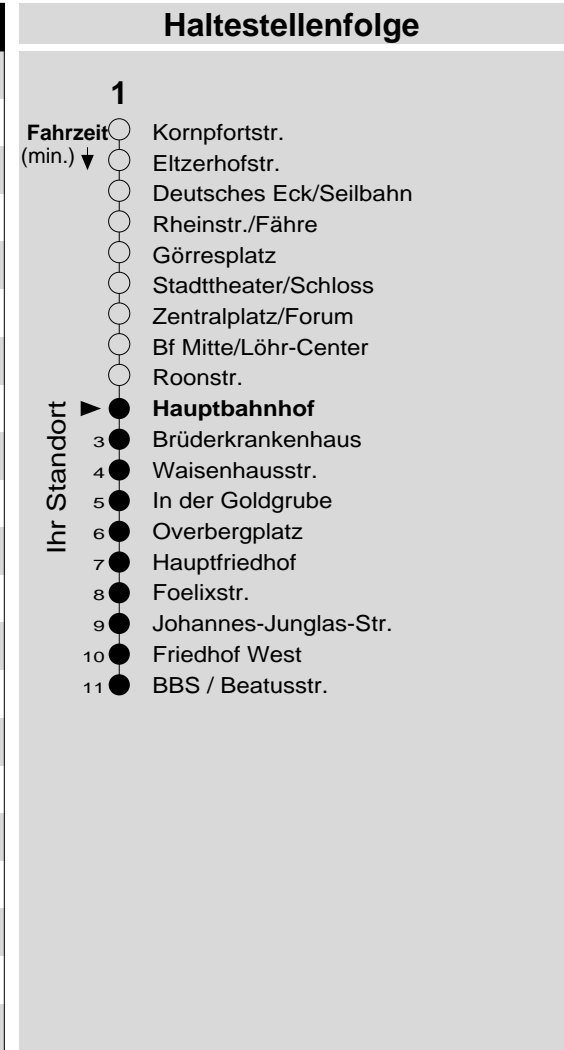 Haltestellenfolge
1
Fahrzeit Kornpfortstr.
(min.) Eltzerhofstr.
Deutsches Eck/Seilbahn
Rheinstr./Fähre
Görresplatz
Stadttheater/Schloss
Zentralplatz/Forum
Bf Mitte/Löhr-Center
Roonstr.
Ihr Standort
Hauptbahnhof
3 Brüderkrankenhaus
4 Waisenhausstr.
5 In der Goldgrube
6 Overbergplatz
7 Hauptfriedhof
8 Foelixstr.
9 Johannes-Junglas-Str.
10 Friedhof West
11 BBS / Beatusstr.